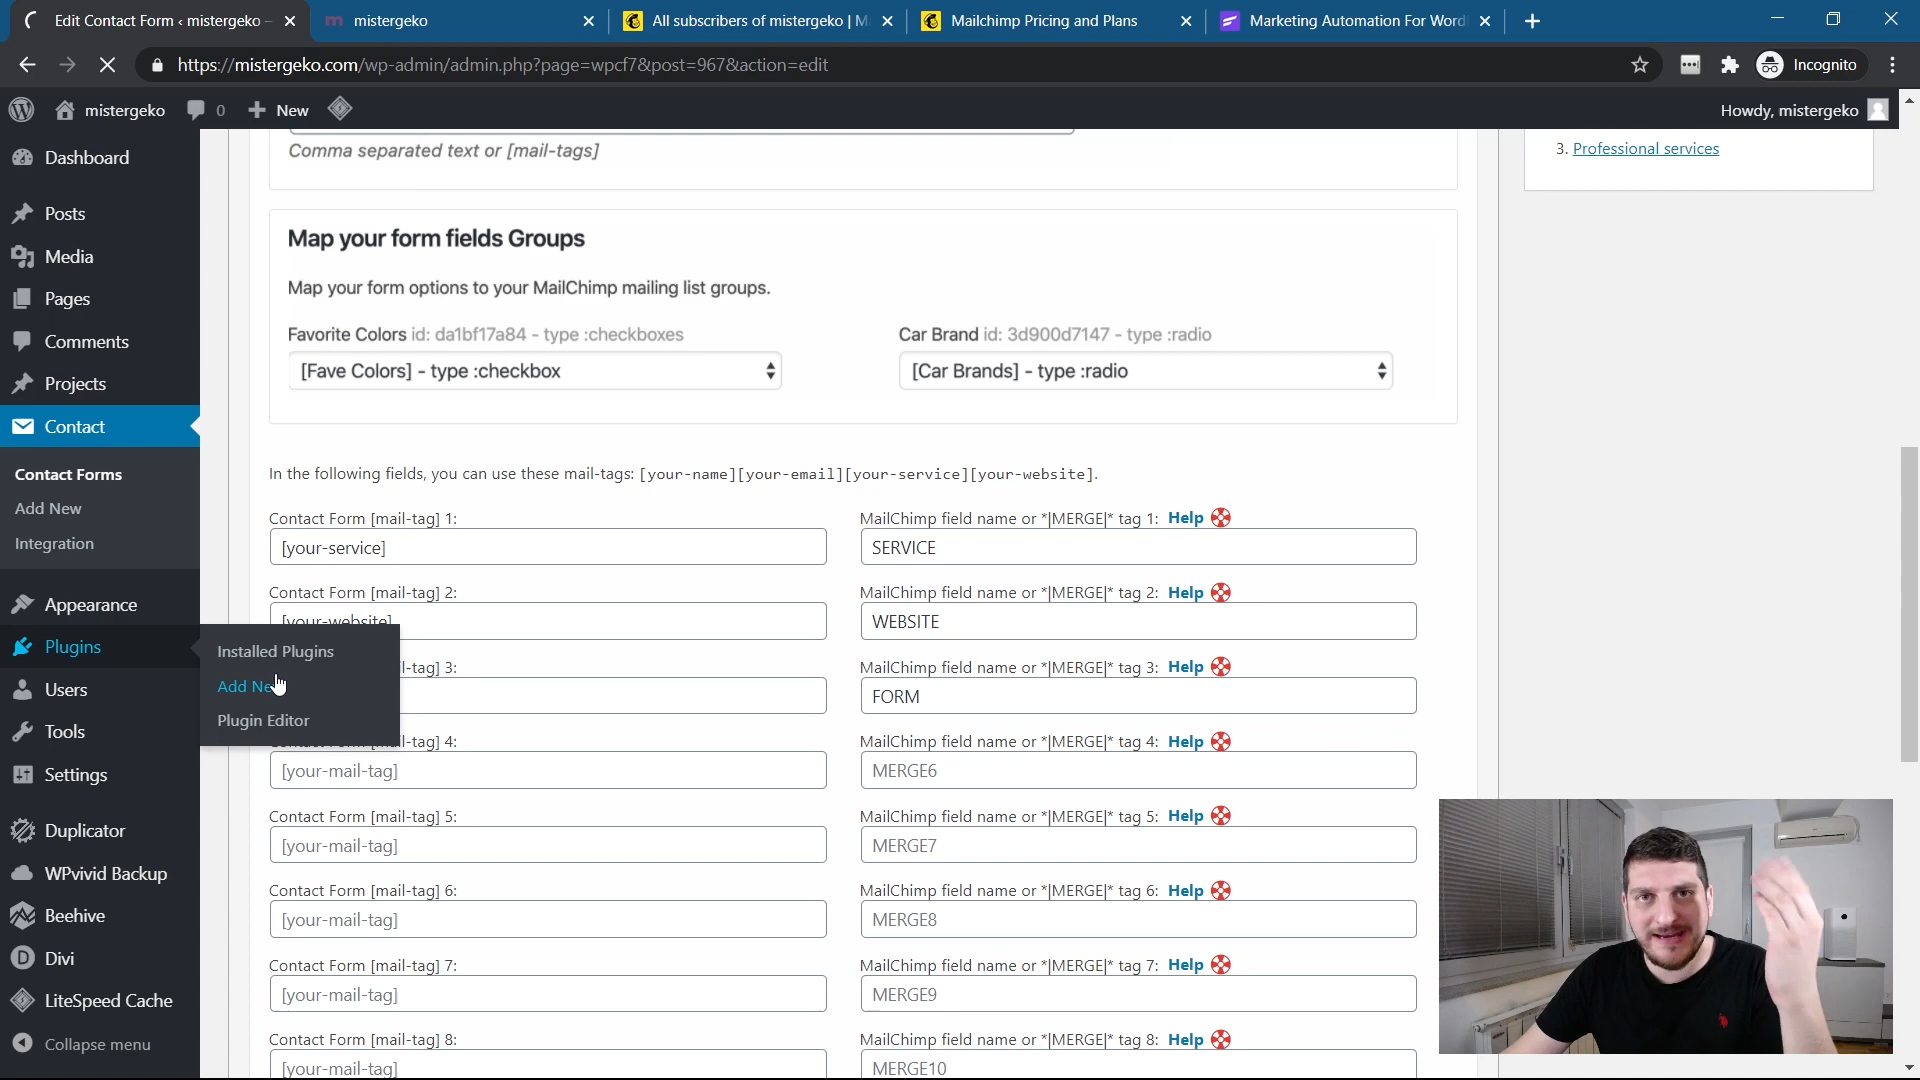 Edit Contact Form ‹ mistergeko –
mistergeko
All subscribers of mistergeko | M
Mailchimp Pricing and Plans
Marketing Automation For Word
https://mistergeko.com/wp-admin/admin.php?page=wpcf7&post=967&action=edit
Incognito
mistergeko
0
New
Howdy, mistergeko
Dashboard
Posts
Media
Pages
Comments
Projects
Contact
Contact Forms
Add New
Integration
Appearance
Plugins
Users
Tools
Settings
Duplicator
WPvivid Backup
Beehive
Divi
LiteSpeed Cache
Collapse menu
Installed Plugins
Add Ne
Plugin Editor
Comma separated text or [mail-tags]
3. Professional services
Map your form fields Groups
Map your form options to your MailChimp mailing list groups.
Favorite Colors id: da1bf17a84 - type :checkboxes
[Fave Colors] - type :checkbox
Car Brand id: 3d900d7147 - type :radio
[Car Brands] - type :radio
In the following fields, you can use these mail-tags: [your-name][your-email][your-service][your-website].
Contact Form [mail-tag] 1:
[your-service]
MailChimp field name or *|MERGE|* tag 1: Help
SERVICE
Contact Form [mail-tag] 2:
[your-website]
MailChimp field name or *|MERGE|* tag 2: Help
WEBSITE
l-tag] 3:
MailChimp field name or *|MERGE|* tag 3: Help
FORM
l-tag] 4:
[your-mail-tag]
MailChimp field name or *|MERGE|* tag 4: Help
MERGE6
Contact Form [mail-tag] 5:
[your-mail-tag]
MailChimp field name or *|MERGE|* tag 5: Help
MERGE7
Contact Form [mail-tag] 6:
[your-mail-tag]
MailChimp field name or *|MERGE|* tag 6: Help
MERGE8
Contact Form [mail-tag] 7:
[your-mail-tag]
MailChimp field name or *|MERGE|* tag 7: Help
MERGE9
Contact Form [mail-tag] 8:
[your-mail-tag]
MailChimp field name or *|MERGE|* tag 8: Help
MERGE10